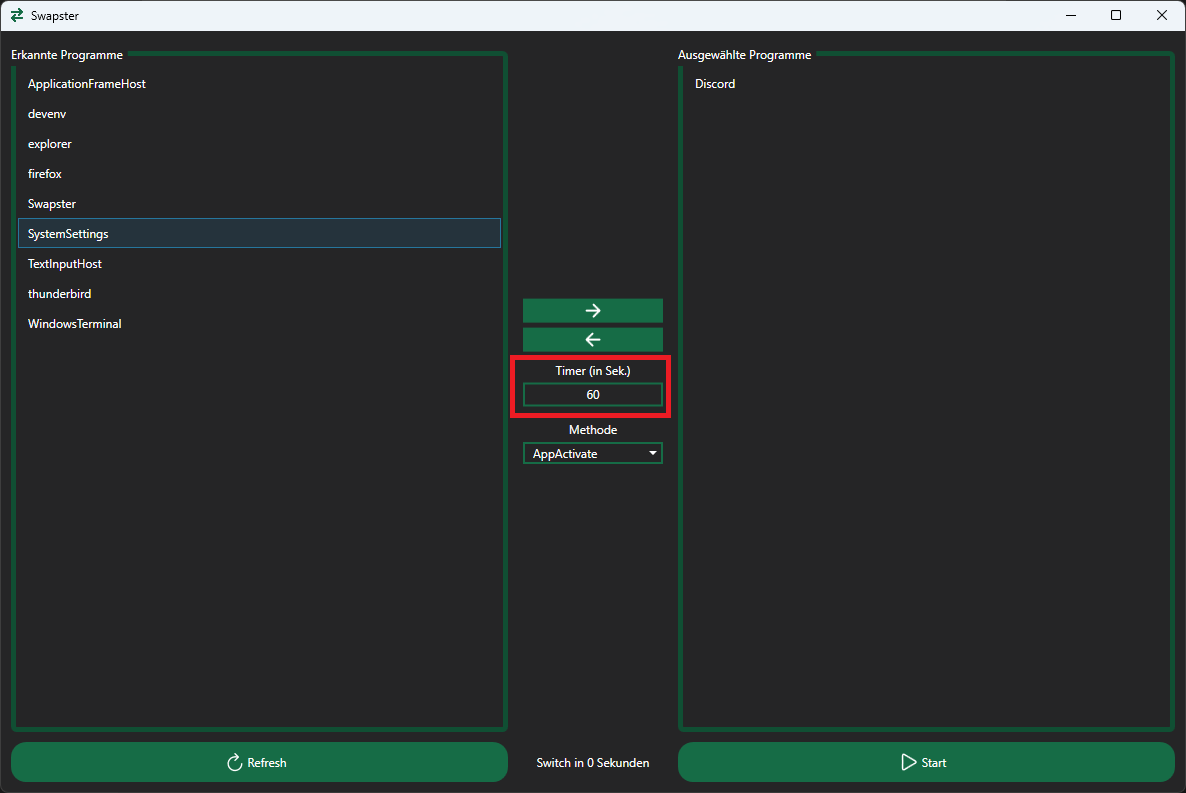 Swapster
Erkannte Programme
ApplicationFrameHost
devenv
explorer
firefox
Swapster
SystemSettings
TextInputHost
thunderbird
WindowsTerminal
Timer (in Sek.)
60
Methode
AppActivate
Ausgewählte Programme
Discord
Refresh
Switch in 0 Sekunden
Start